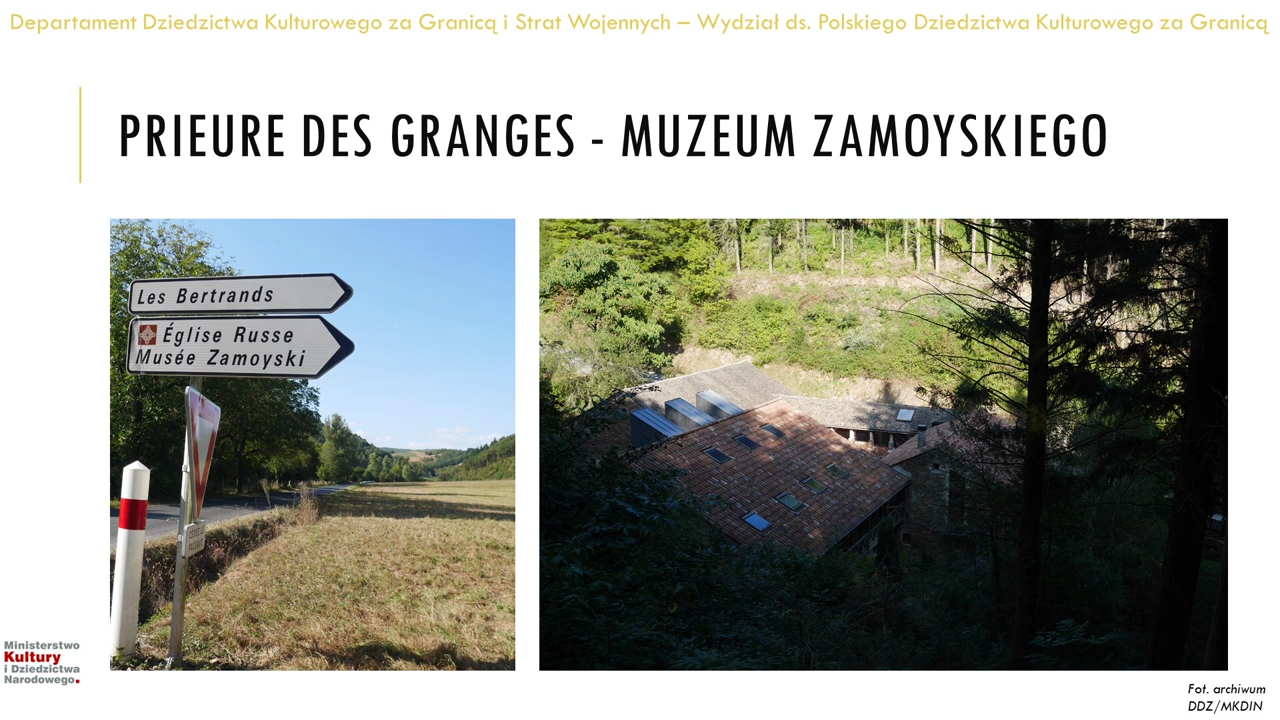 Departament Dziedzictwa Kulturowego za Granicą i Strat Wojennych – Wydział ds. Polskiego Dziedzictwa Kulturowego za Granicą
PRIEURE DES GRANGES - MUZEUM ZAMOYSKIEGO
Les Bertrands
Église Russe
Musée Zamoyski
Ministerstwo
Kultury
i Dziedzictwa
Narodowego.
Fot. archiwum
DDZ/MKDIN